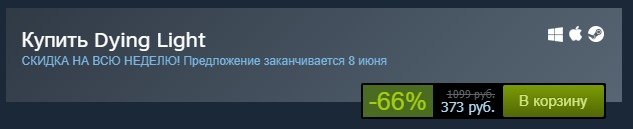 Купить Dying Light
СКИДКА НА ВСЮ НЕДЕЛЮ! Предложение заканчивается 8 июня
-66%
1099 руб.
373 руб.
В корзину